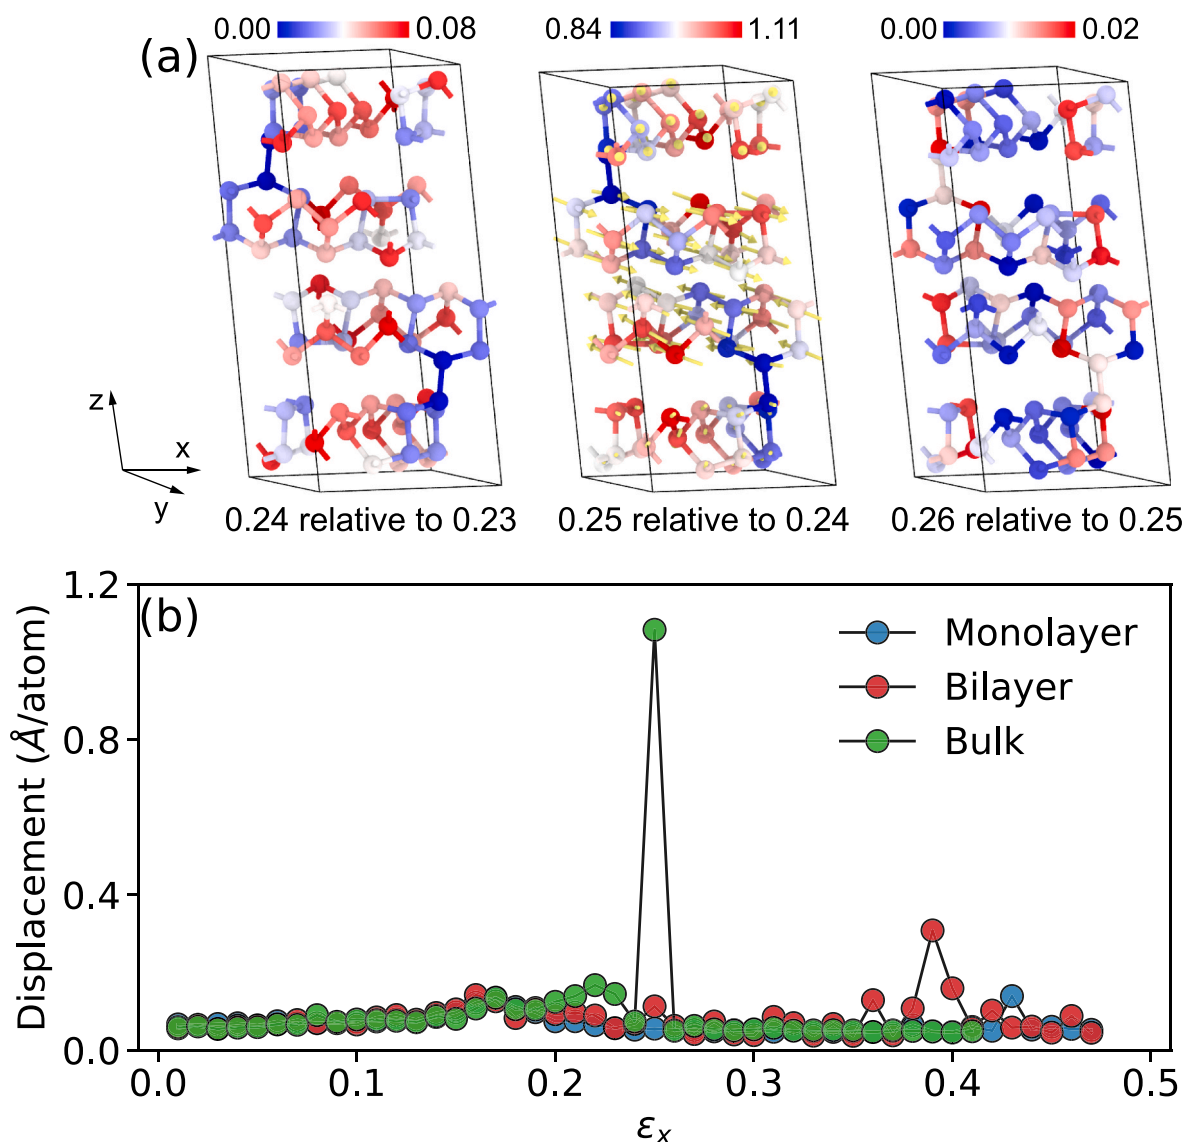 (a)
0.00 0.08
0.84 1.11
0.00 0.02
z
x
y
0.24 relative to 0.23
0.25 relative to 0.24
0.26 relative to 0.25
(b)
Displacement (Å/atom)
1.2
0.8
0.4
0.0
Monolayer
Bilayer
Bulk
0.0 0.1 0.2 0.3 0.4 0.5
εx